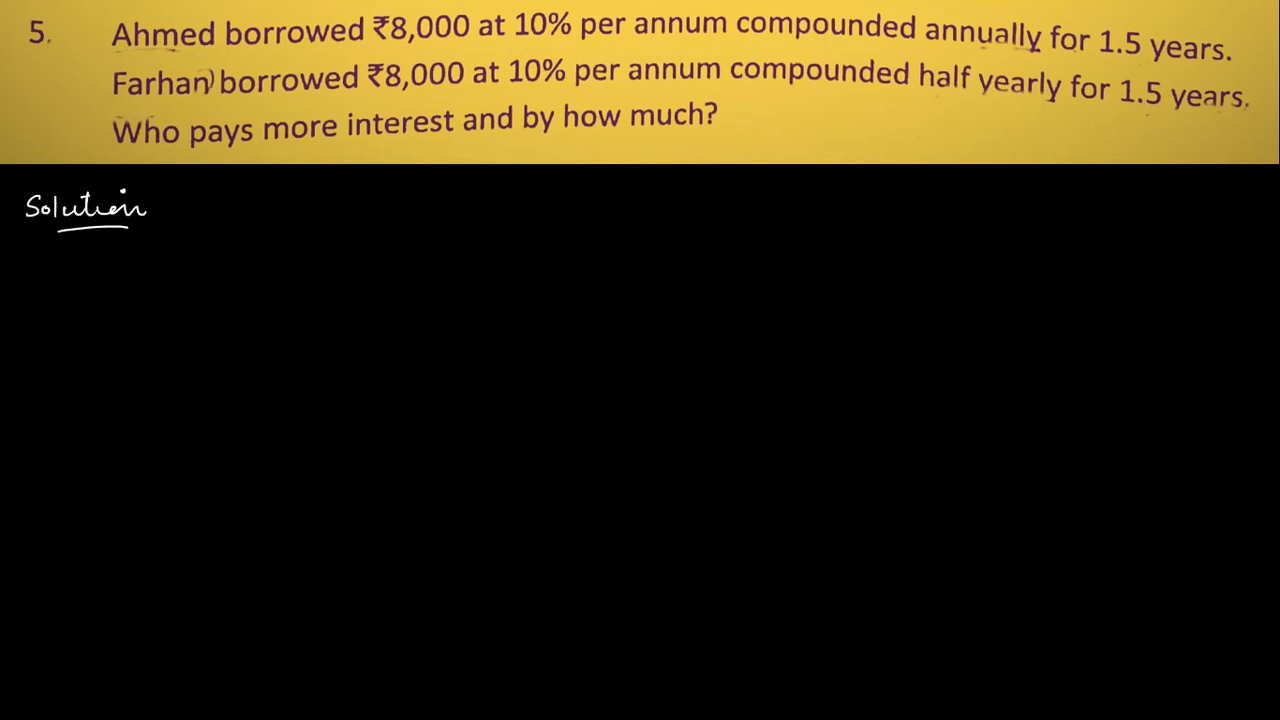 5. Ahmed borrowed ₹8,000 at 10% per annum compounded annually for 1.5 years.
Farhan borrowed ₹8,000 at 10% per annum compounded half yearly for 1.5 years.
Who pays more interest and by how much?
Solution